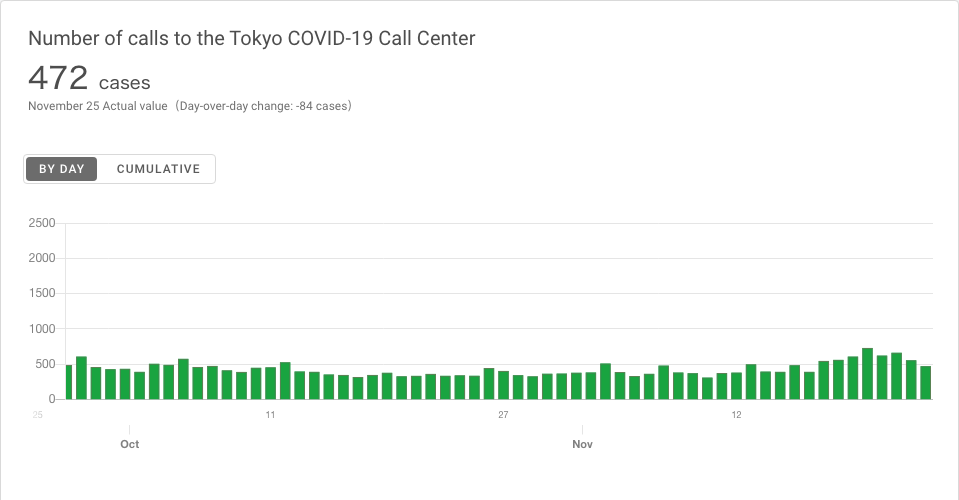 Number of calls to the Tokyo COVID-19 Call Center
472 cases
November 25 Actual value（Day-over-day change: -84 cases）
BY DAY CUMULATIVE
2500
2000
1500
1000
500
0
25 11 27 12
Oct Nov